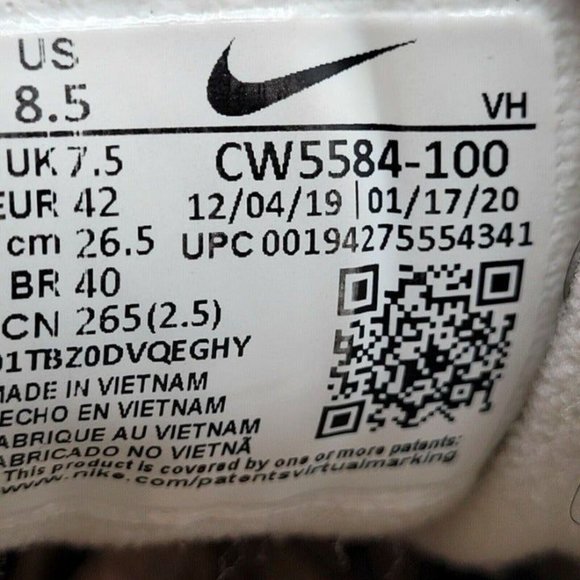 US
8.5
VH
UK 7.5
CW5584-100
EUR 42
12/04/19 | 01/17/20
cm 26.5
UPC 00194275554341
BR 40
CN 265(2.5)
01TBZ0DVQEGHY
MADE IN VIETNAM
HECHO EN VIETNAM
FABRIQUE AU VIETNAM
FABRICADO NO VIETNÃ
This product is covered by one or more patents:
www.nike.com/patentsvirtualmarking